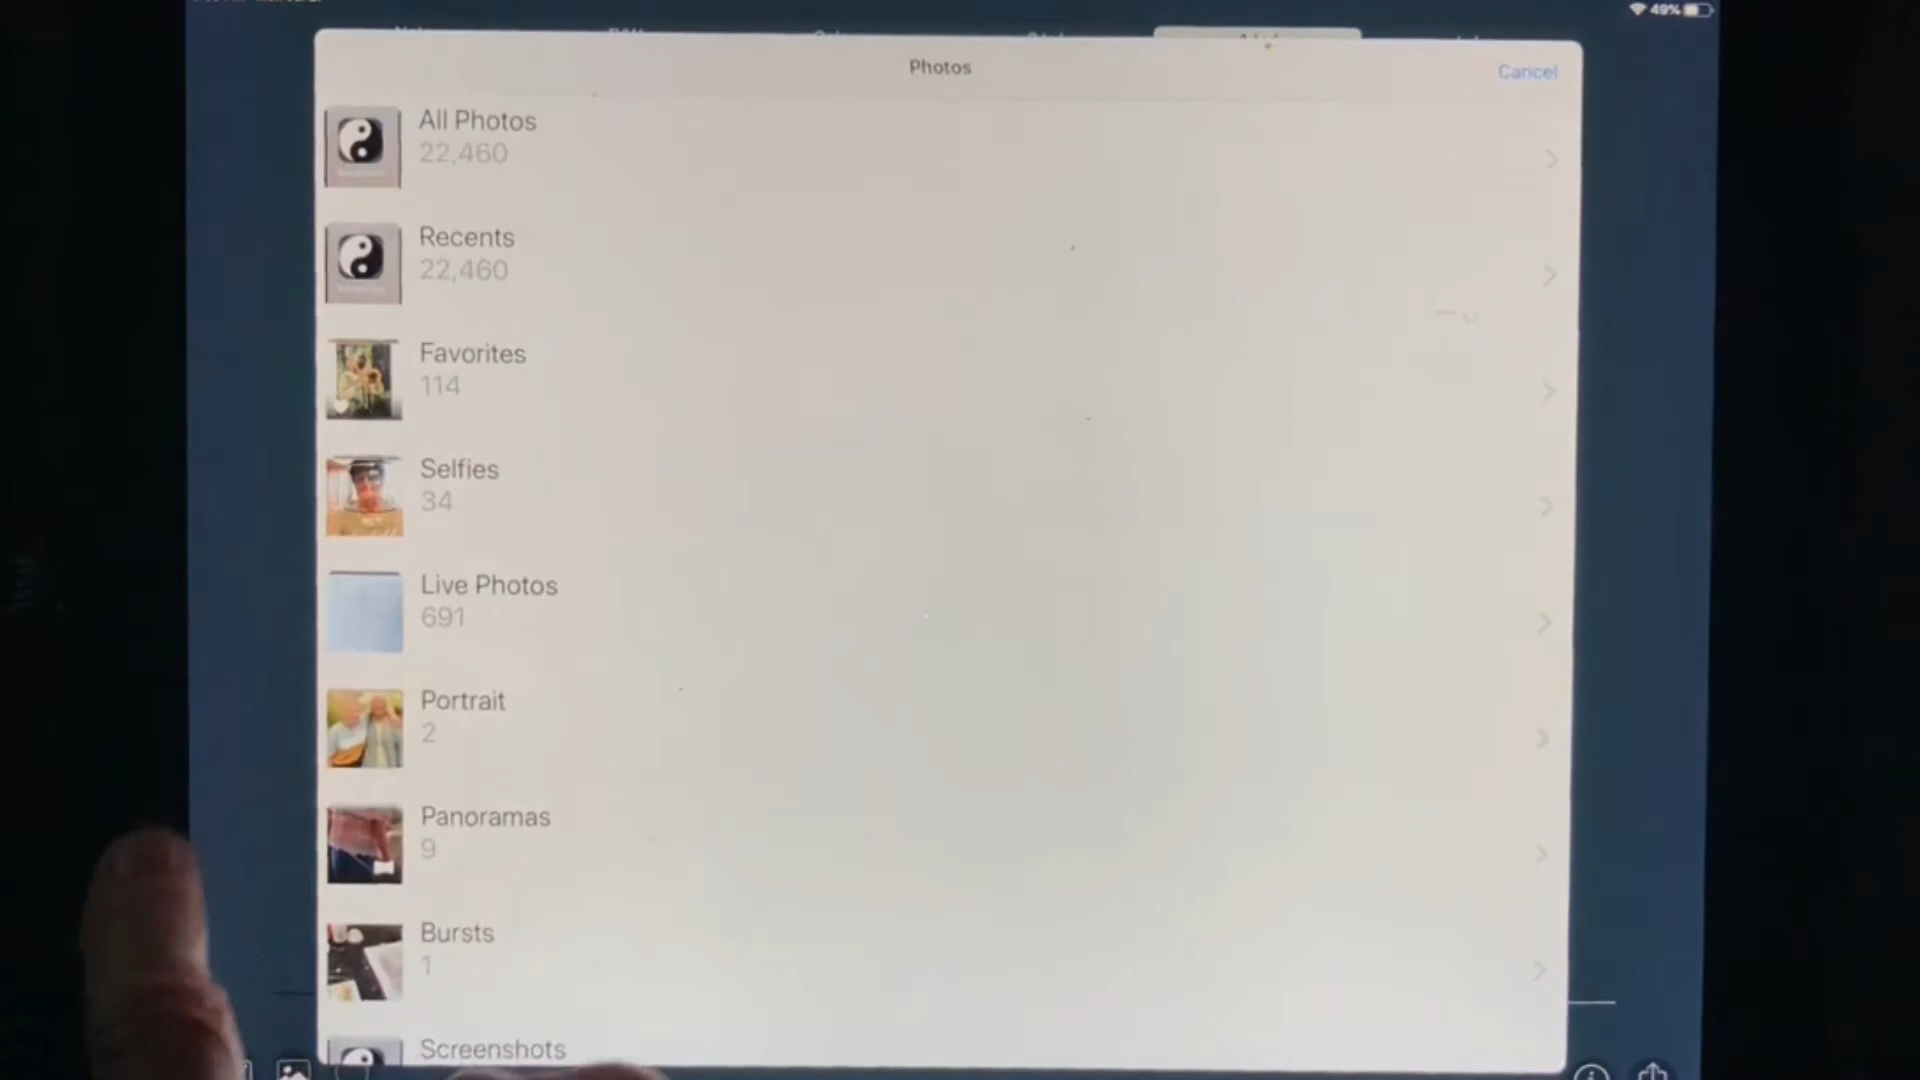 49%
Photos
Cancel
All Photos
22,460
Recents
22,460
Favorites
114
Selfies
34
Live Photos
691
Portrait
2
Panoramas
9
Bursts
1
Screenshots